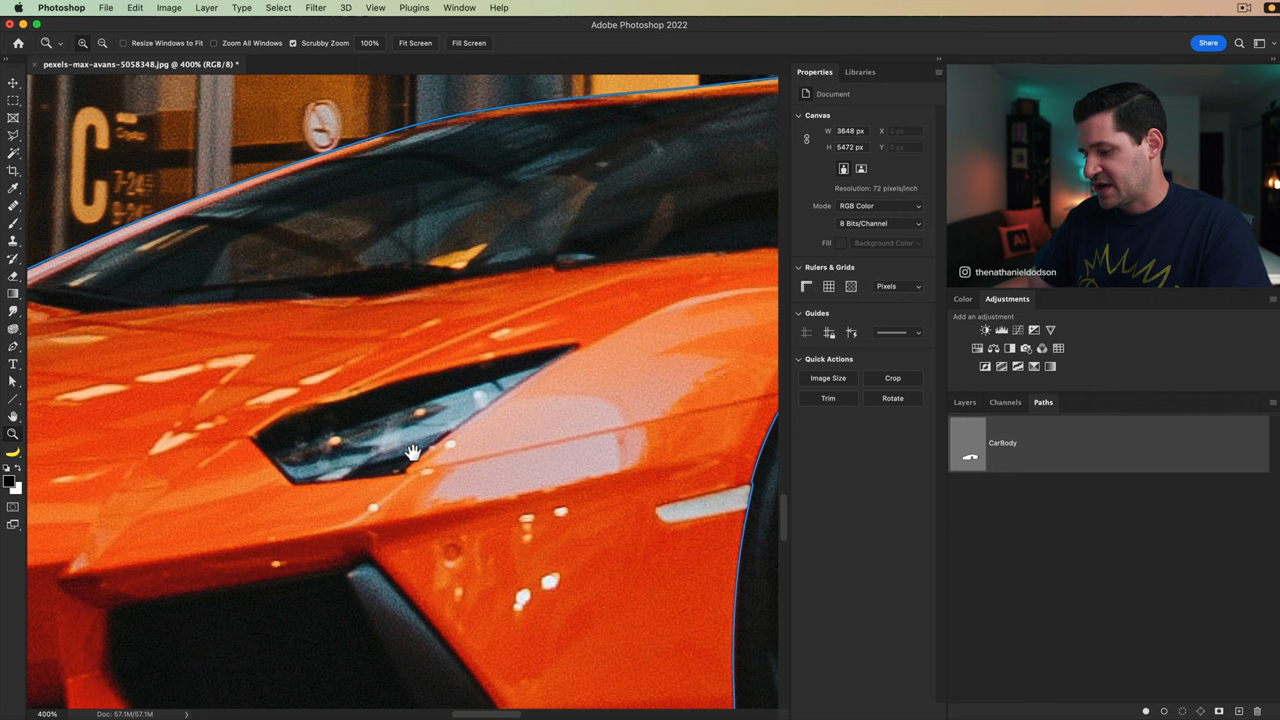 Photoshop File Edit Image Layer Type Select Filter 3D View Plugins Window Help
Adobe Photoshop 2022
Resize Windows to Fit Zoom All Windows Scrubby Zoom 100% Fit Screen Fill Screen Share
pexels-max-avans-5058348.jpg @ 400% (RGB/8) *
C
7-24
Properties Libraries
Document
Canvas
W 3648 px X 0 px
H 5472 px Y 0 px
Resolution: 72 pixels/inch
Mode RGB Color
8 Bits/Channel
Fill Background Color
Rulers & Grids
Pixels
Guides
Quick Actions
Image Size Crop
Trim Rotate
Ai
thenathanieldodson
Color Adjustments
Add an adjustment
Layers Channels Paths
CarBody
400% Doc: 57.1M/57.1M